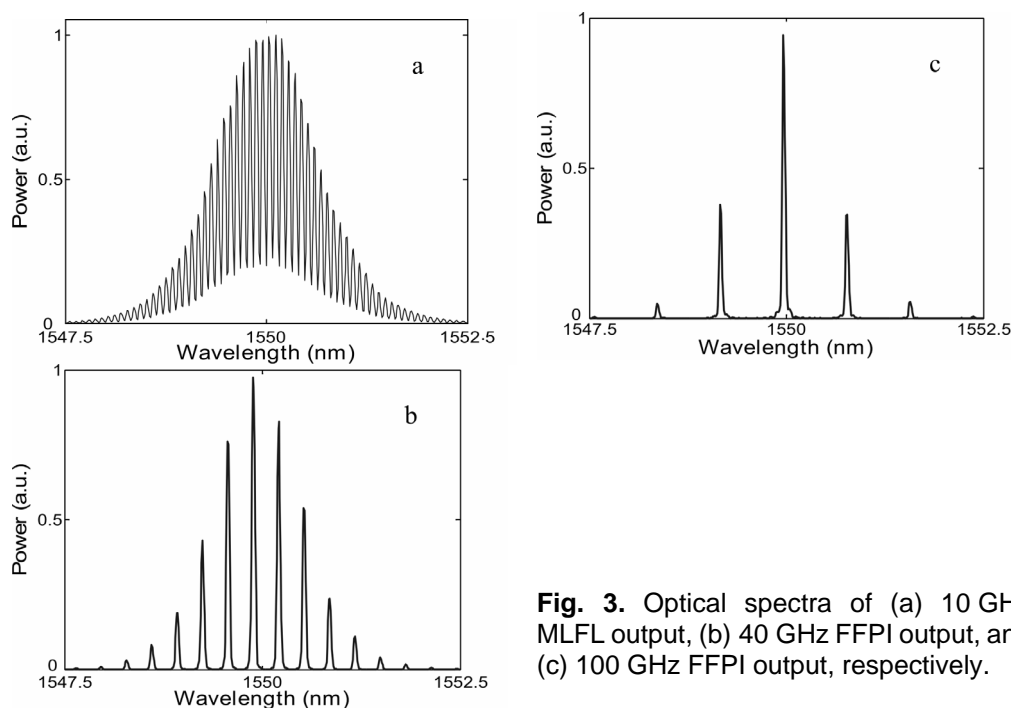 1
0.5
0
Power (a.u.)
a
1547.5
1550
1552.5
Wavelength (nm)
1
0.5
0
Power (a.u.)
c
1547.5
1550
1552.5
Wavelength (nm)
1
0.5
0
Power (a.u.)
b
1547.5
1550
1552.5
Wavelength (nm)
Fig. 3. Optical spectra of (a) 10 GH
MLFL output, (b) 40 GHz FFPI output, an
(c) 100 GHz FFPI output, respectively.